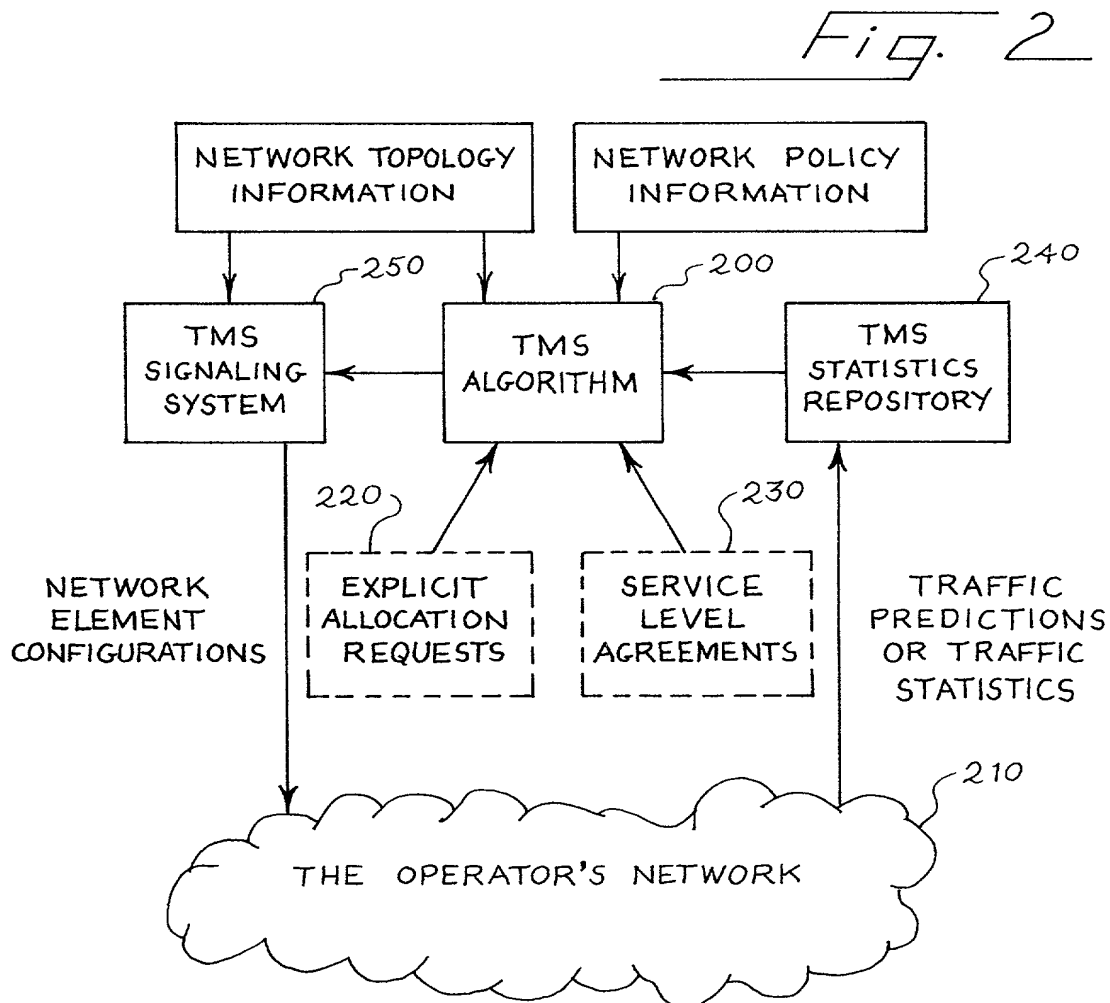 Fig. 2
NETWORK TOPOLOGY
INFORMATION
NETWORK POLICY
INFORMATION
250
200
240
TMS
SIGNALING
SYSTEM
TMS
ALGORITHM
TMS
STATISTICS
REPOSITORY
220
230
NETWORK
ELEMENT
CONFIGURATIONS
EXPLICIT
ALLOCATION
REQUESTS
SERVICE
LEVEL
AGREEMENTS
TRAFFIC
PREDICTIONS
OR TRAFFIC
STATISTICS
210
THE OPERATOR'S NETWORK